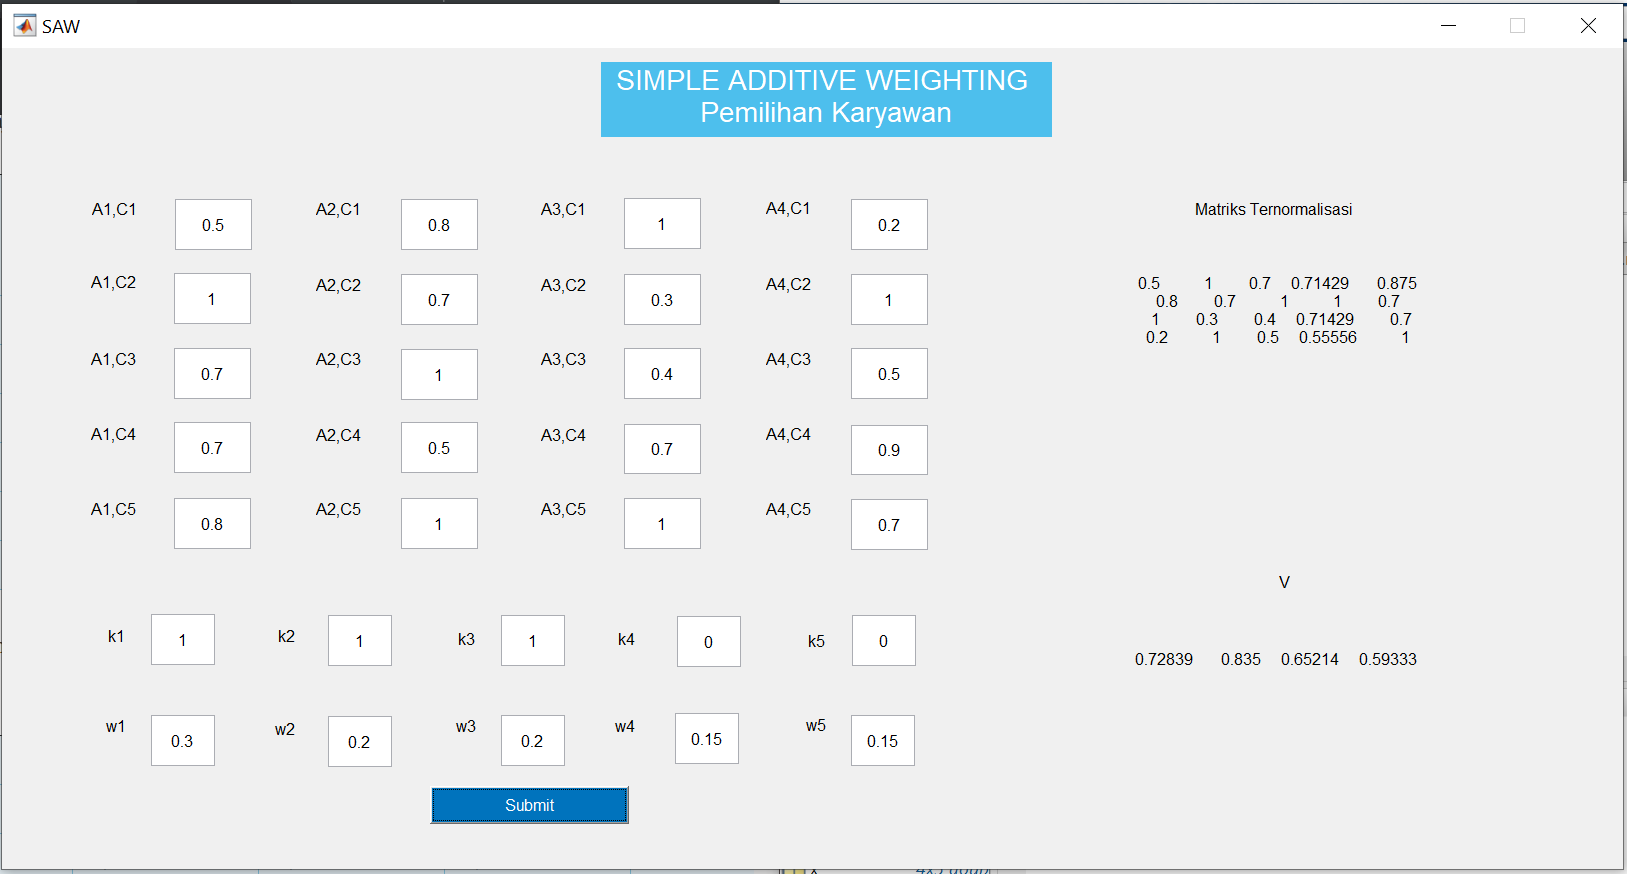 SAW
SIMPLE ADDITIVE WEIGHTING
Pemilihan Karyawan
A1,C1 0.5 A2,C1 0.8 A3,C1 1 A4,C1 0.2
A1,C2 1 A2,C2 0.7 A3,C2 0.3 A4,C2 1
A1,C3 0.7 A2,C3 1 A3,C3 0.4 A4,C3 0.5
A1,C4 0.7 A2,C4 0.5 A3,C4 0.7 A4,C4 0.9
A1,C5 0.8 A2,C5 1 A3,C5 1 A4,C5 0.7
k1 1 k2 1 k3 1 k4 0 k5 0
w1 0.3 w2 0.2 w3 0.2 w4 0.15 w5 0.15
Submit
Matriks Ternormalisasi
0.5 1 0.7 0.71429 0.875
0.8 0.7 1 1 0.7
1 0.3 0.4 0.71429 0.7
0.2 1 0.5 0.55556 1
V
0.72839 0.835 0.65214 0.59333